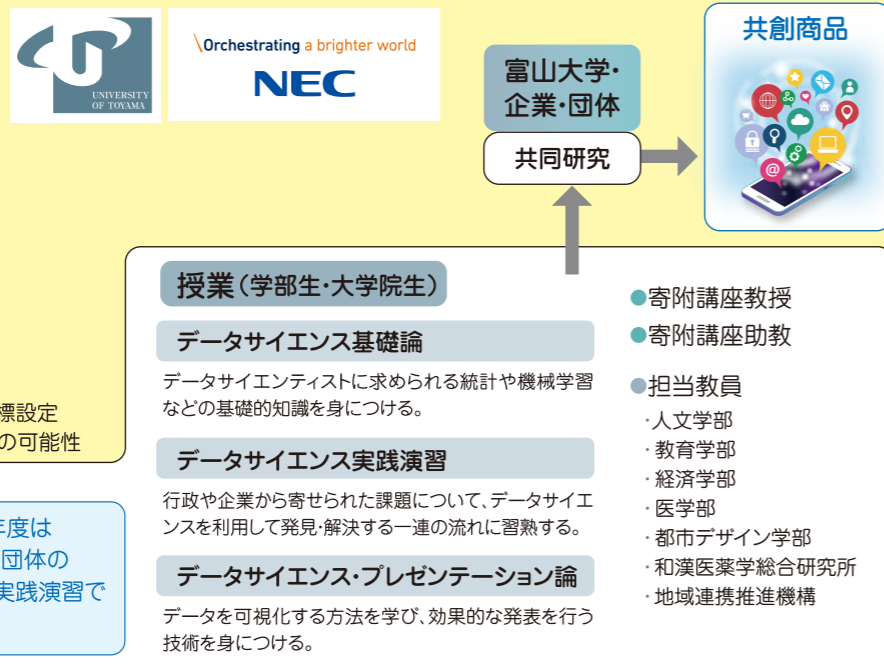 UNIVERSITY
OF TOYAMA
\Orchestrating a brighter world
NEC
富山大学・
企業・団体
共同研究
共創商品
授業（学部生・大学院生）
データサイエンス基礎論
データサイエンティストに求められる統計や機械学習
などの基礎的知識を身につける。
データサイエンス実践演習
行政や企業から寄せられた課題について、データサイエ
ンスを利用して発見・解決する一連の流れに習熟する。
データサイエンス・プレゼンテーション論
データを可視化する方法を学び、効果的な発表を行う
技術を身につける。
●寄附講座教授
●寄附講座助教
●担当教員
・人文学部
・教育学部
・経済学部
・医学部
・都市デザイン学部
・和漢医薬学総合研究所
・地域連携推進機構
標設定
の可能性
年度は
団体の
実践演習で